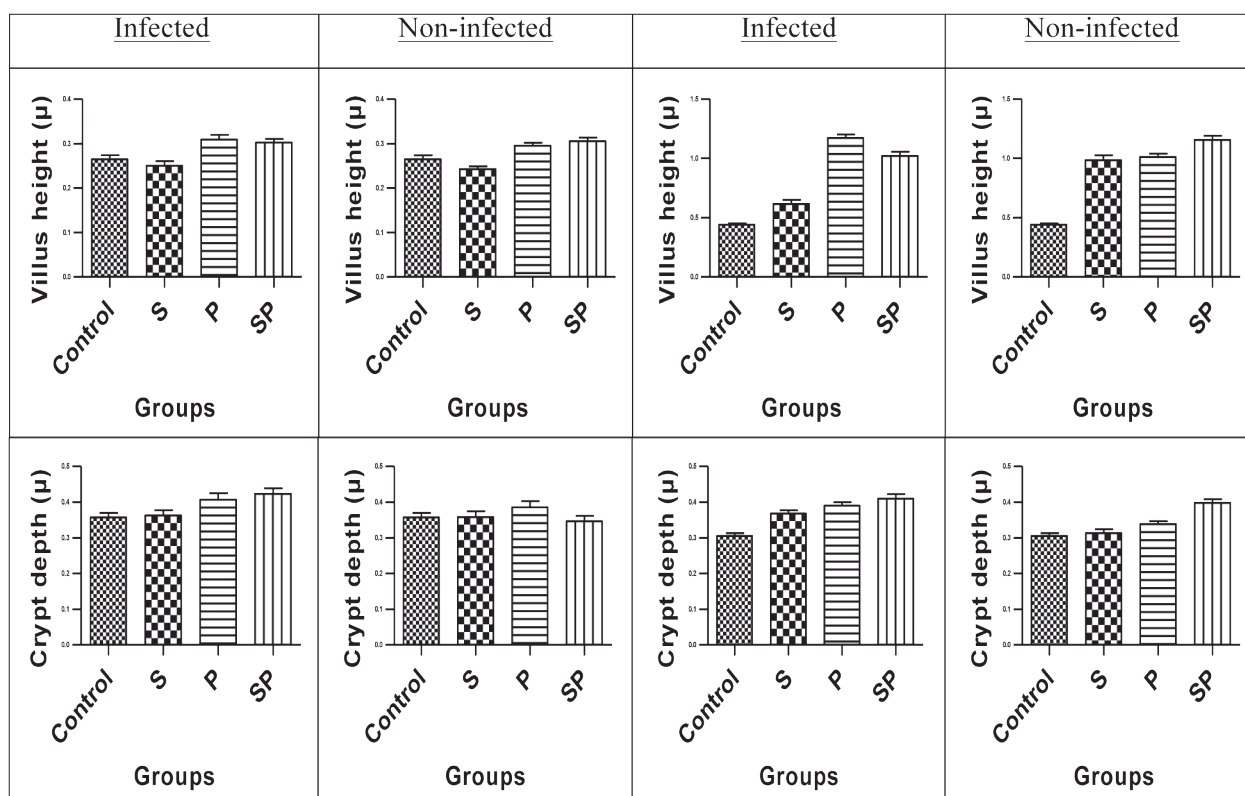 Infected
Non-infected
Infected
Non-infected
Villus height (µ)
0.4
0.3
0.2
0.1
0.0
Control
S
P
SP
Groups
Villus height (µ)
0.4
0.3
0.2
0.1
0.0
Control
S
P
SP
Groups
Villus height (µ)
1.5
1.0
0.5
0.0
Control
S
P
SP
Groups
Villus height (µ)
1.5
1.0
0.5
0.0
Control
S
P
SP
Groups
Crypt depth (µ)
0.5
0.4
0.3
0.2
0.1
0.0
Control
S
P
SP
Groups
Crypt depth (µ)
0.5
0.4
0.3
0.2
0.1
0.0
Control
S
P
SP
Groups
Crypt depth (µ)
0.5
0.4
0.3
0.2
0.1
0.0
Control
S
P
SP
Groups
Crypt depth (µ)
0.5
0.4
0.3
0.2
0.1
0.0
Control
S
P
SP
Groups